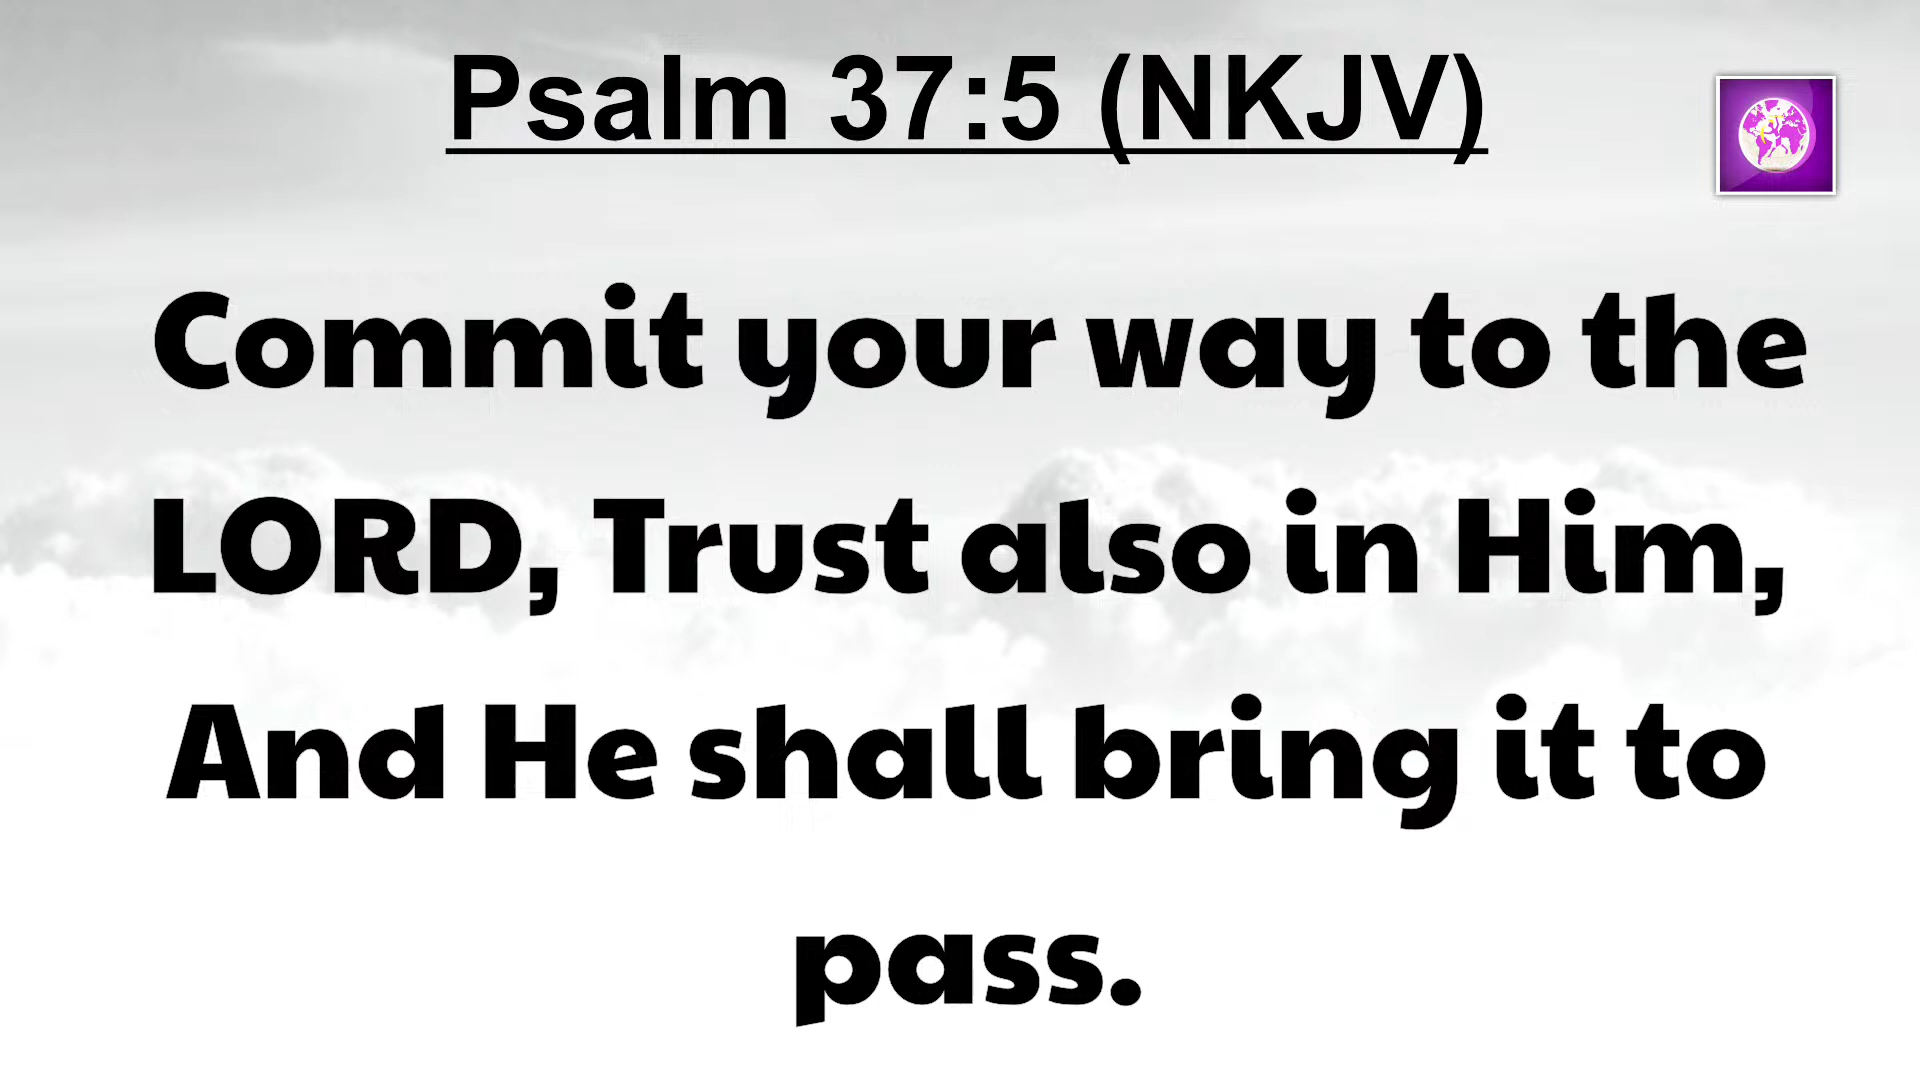 Psalm 37:5 (NKJV)
Commit your way to the
LORD, Trust also in Him,
And He shall bring it to
pass.